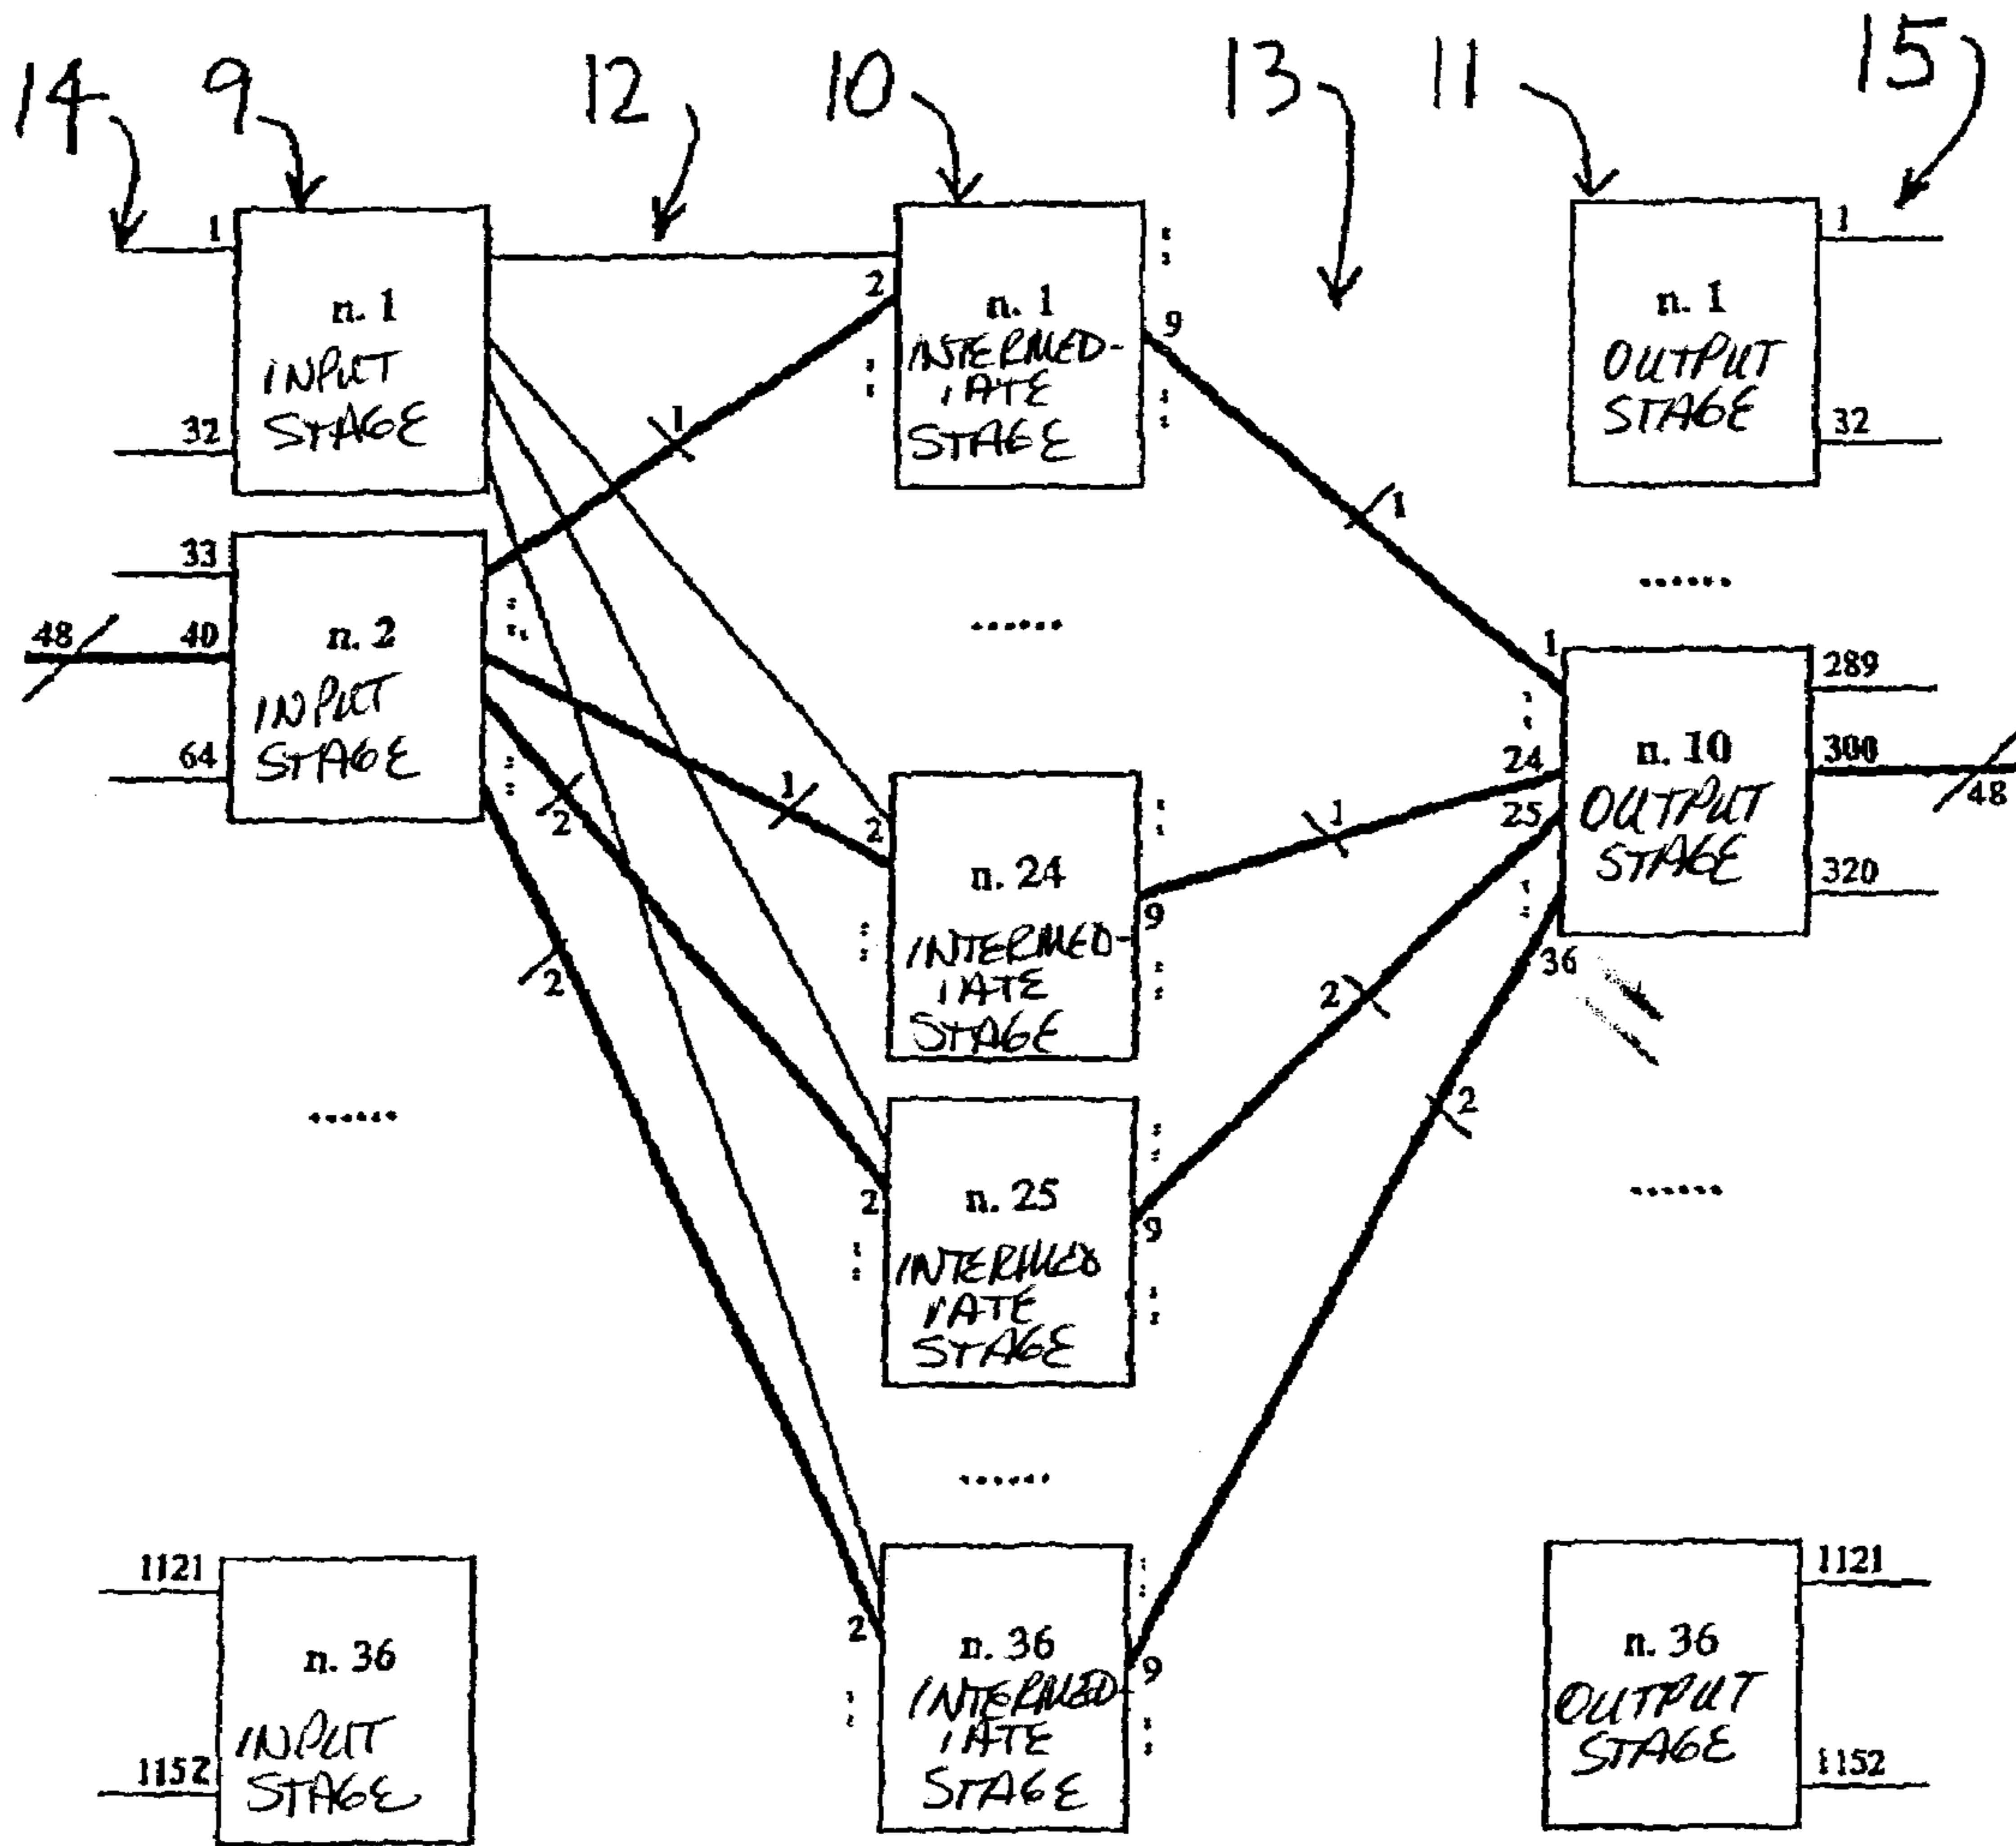 14 9 12 10 13 11 15
1
32
n. 1
INPUT
STAGE
33
48
40
64
n. 2
INPUT
STAGE
1121
1152
n. 36
INPUT
STAGE
1
1
2
2
2
n. 1
INTERMED-
IATE
STAGE
9
2
n. 24
INTERMED-
IATE
STAGE
9
2
n. 25
INTERMED
IATE
STAGE
9
2
n. 36
INTERMED-
IATE
STAGE
9
1
1
2
2
n. 1
OUTPUT
STAGE
1
32
1
24
25
36
n. 10
OUTPUT
STAGE
289
300
48
320
n. 36
OUTPUT
STAGE
1121
1152
......
......
......
......
......